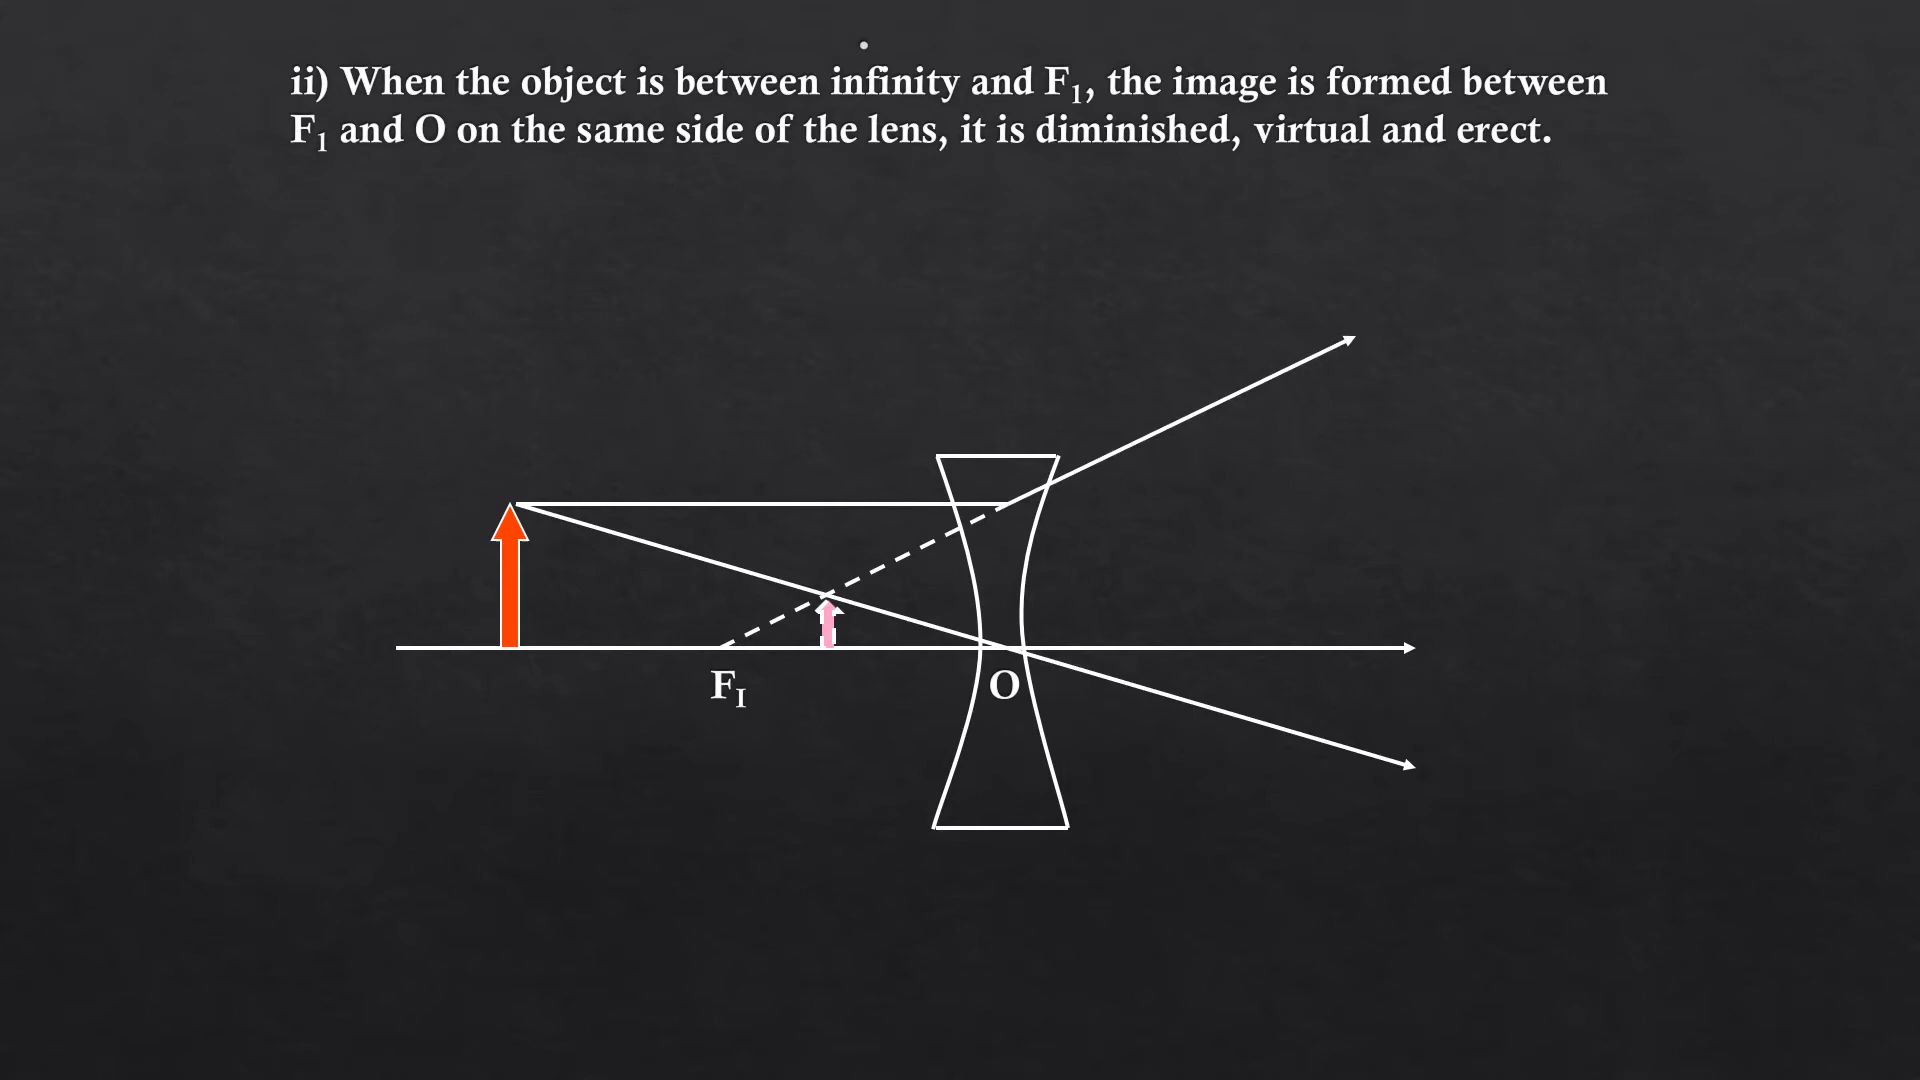 ii) When the object is between infinity and F₁, the image is formed between
F₁ and O on the same side of the lens, it is diminished, virtual and erect.
F_I
O